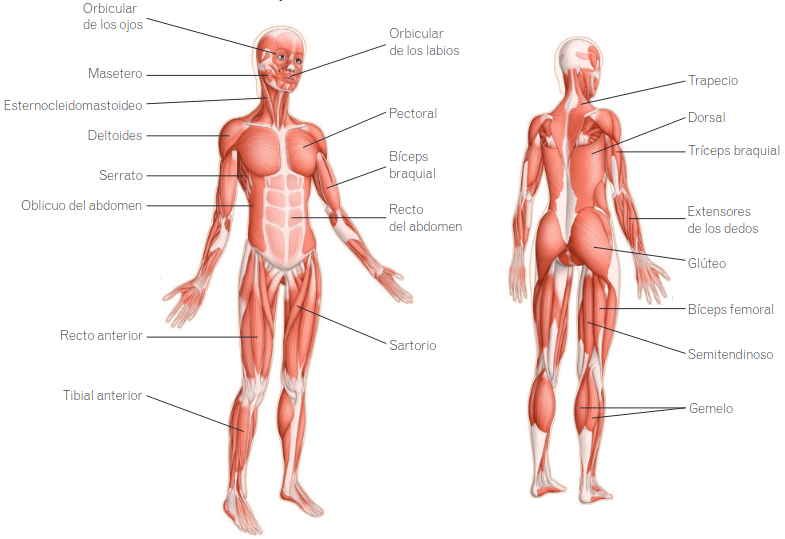 Orbicular
de los ojos
Masetero
Esternocleidomastoideo
Deltoides
Serrato
Oblicuo del abdomen
Recto anterior
Tibial anterior
Orbicular
de los labios
Pectoral
Bíceps
braquial
Recto
del abdomen
Sartorio
Trapecio
Dorsal
Tríceps braquial
Extensores
de los dedos
Glúteo
Bíceps femoral
Semitendinoso
Gemelo